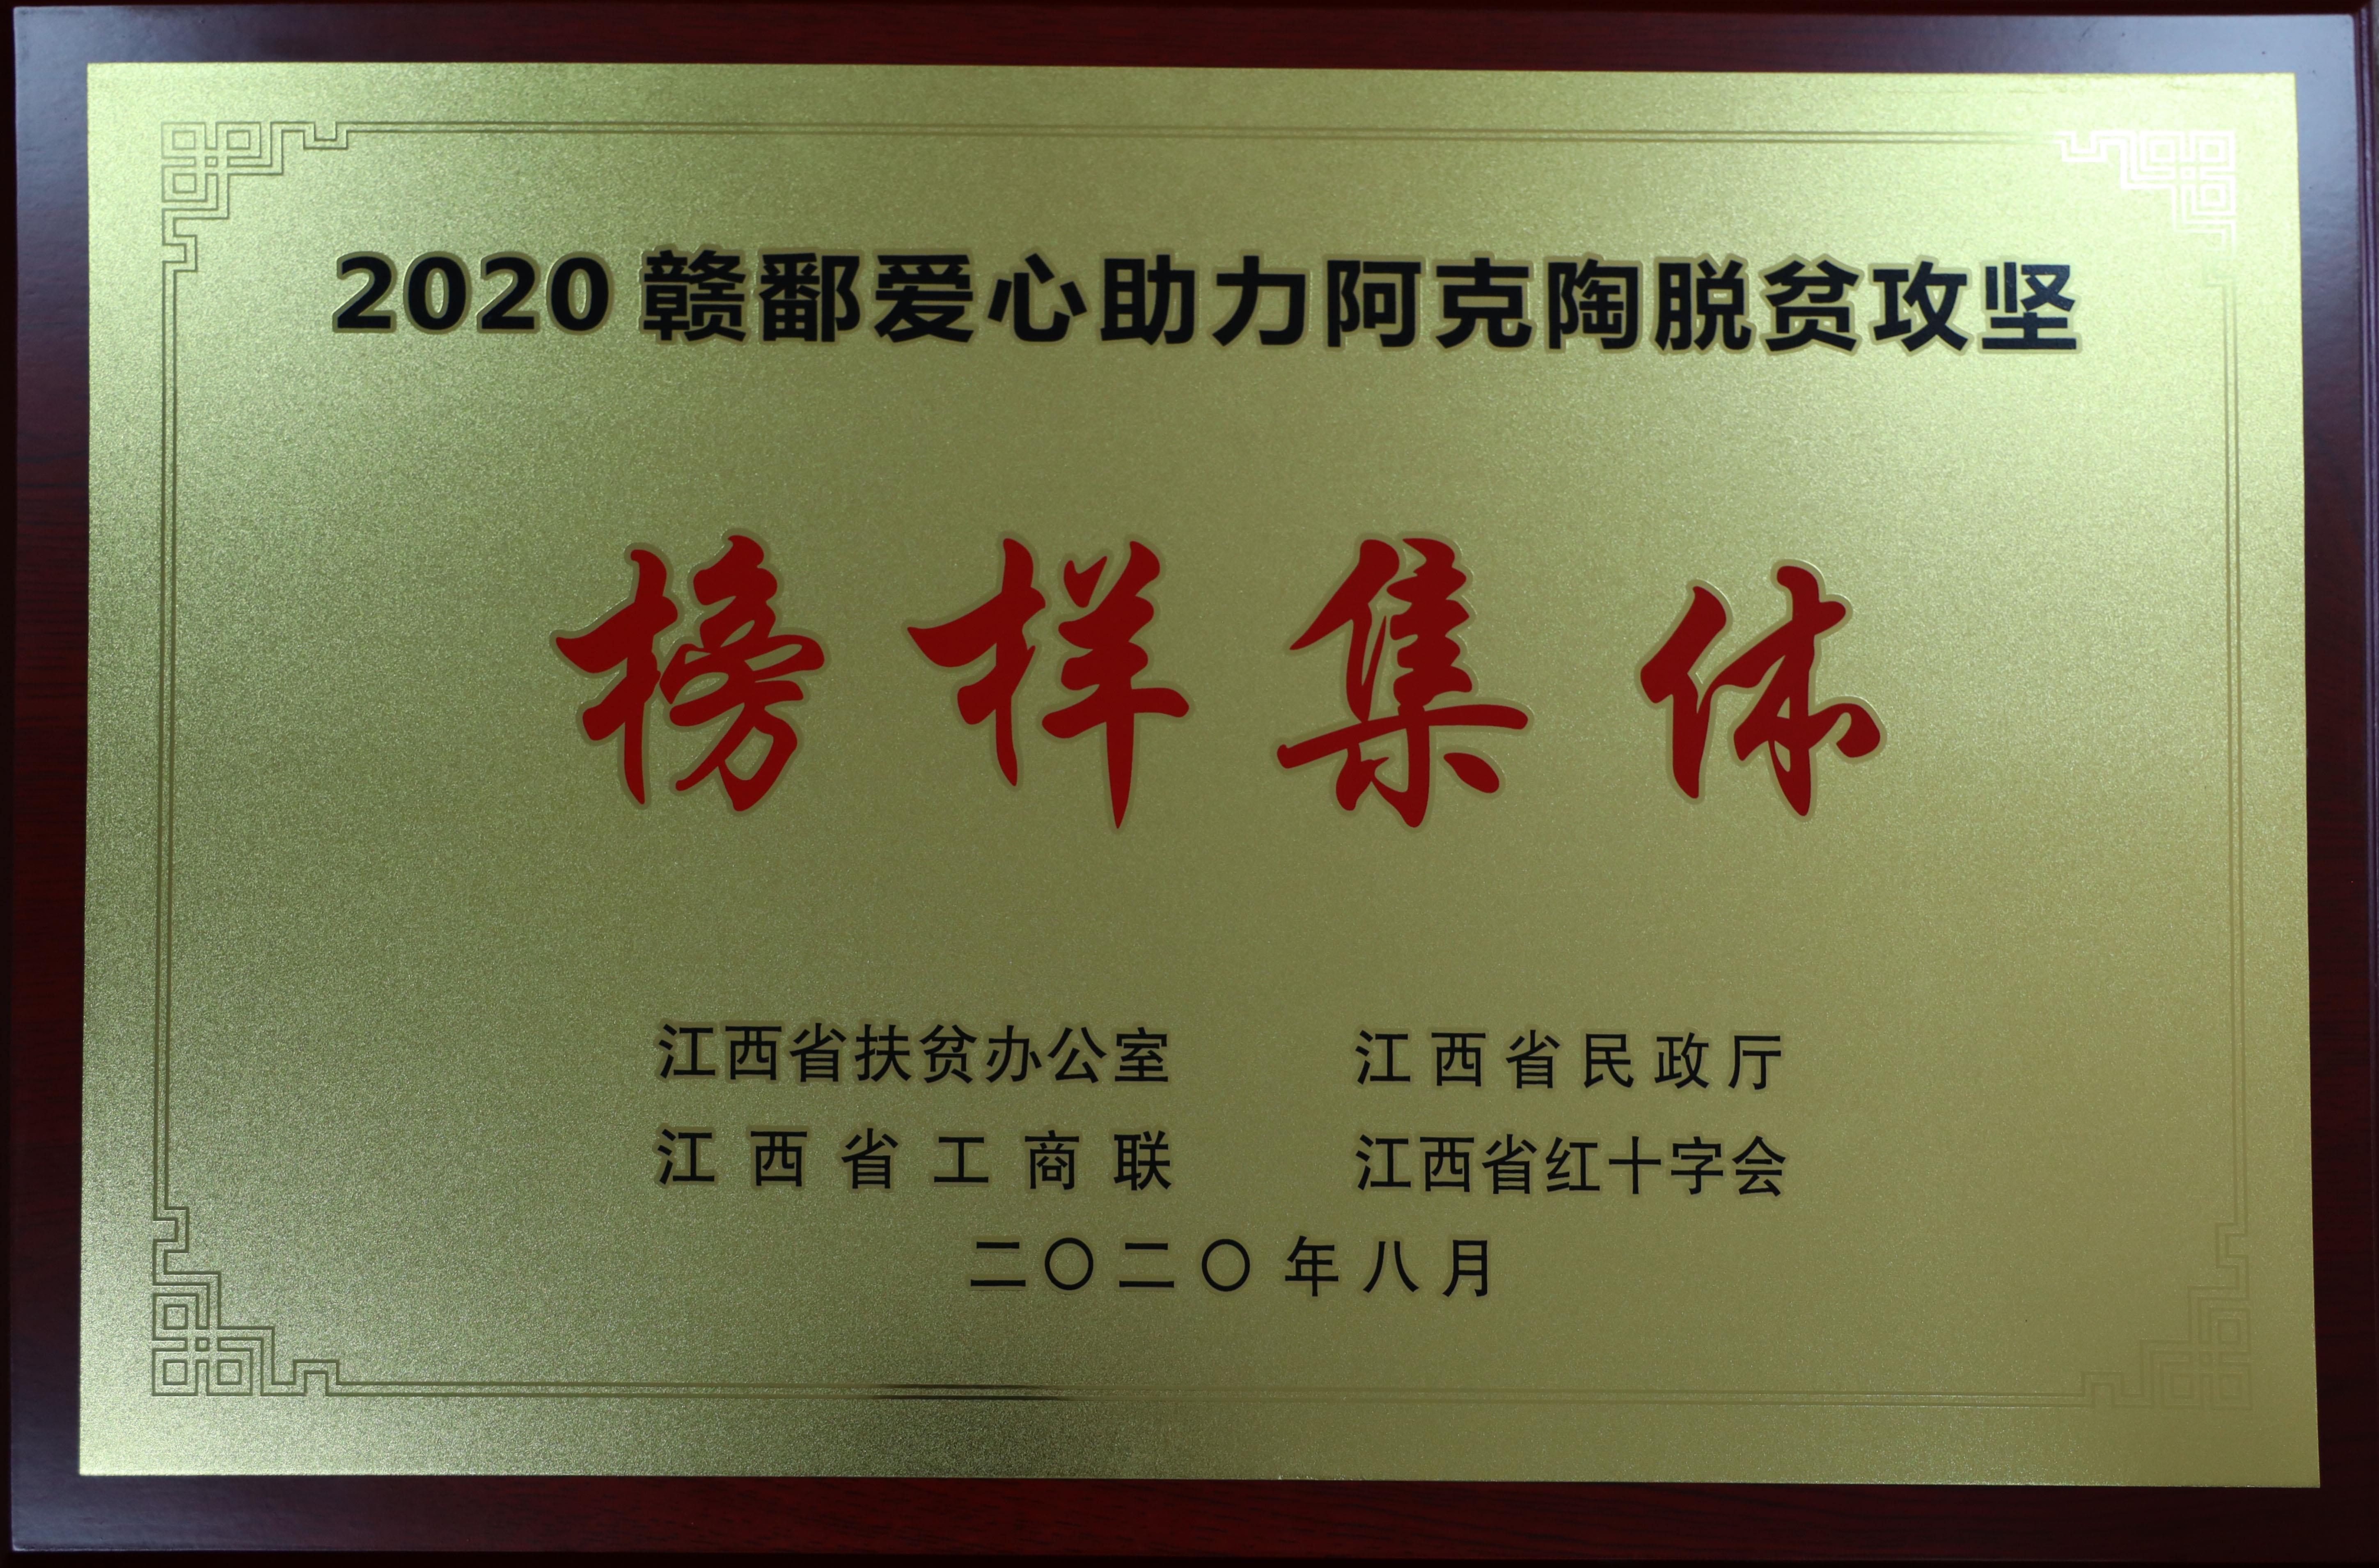 2020赣鄱爱心助力阿克陶脱贫攻坚
榜样集体
江西省扶贫办公室 江西省民政厅
江西省工商联 江西省红十字会
二〇二〇年八月